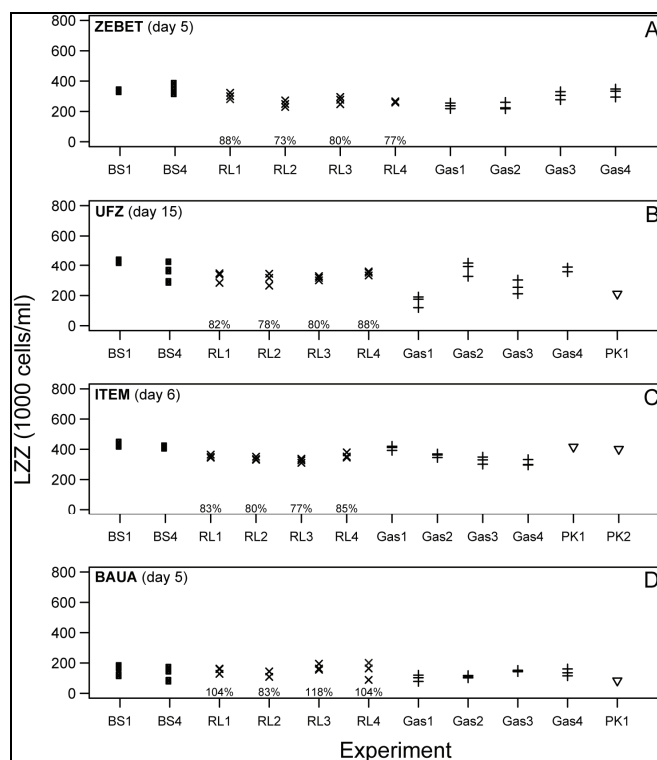 ZEBET (day 5) A
800
600
400
200
0
88% 73% 80% 77%
BS1 BS4 RL1 RL2 RL3 RL4 Gas1 Gas2 Gas3 Gas4
UFZ (day 15) B
800
600
400
200
0
82% 78% 80% 88%
BS1 BS4 RL1 RL2 RL3 RL4 Gas1 Gas2 Gas3 Gas4 PK1
ITEM (day 6) C
800
600
400
200
0
83% 80% 77% 85%
BS1 BS4 RL1 RL2 RL3 RL4 Gas1 Gas2 Gas3 Gas4 PK1 PK2
BAUA (day 5) D
800
600
400
200
0
104% 83% 118% 104%
BS1 BS4 RL1 RL2 RL3 RL4 Gas1 Gas2 Gas3 Gas4 PK1
LZZ (1000 cells/ml)
Experiment